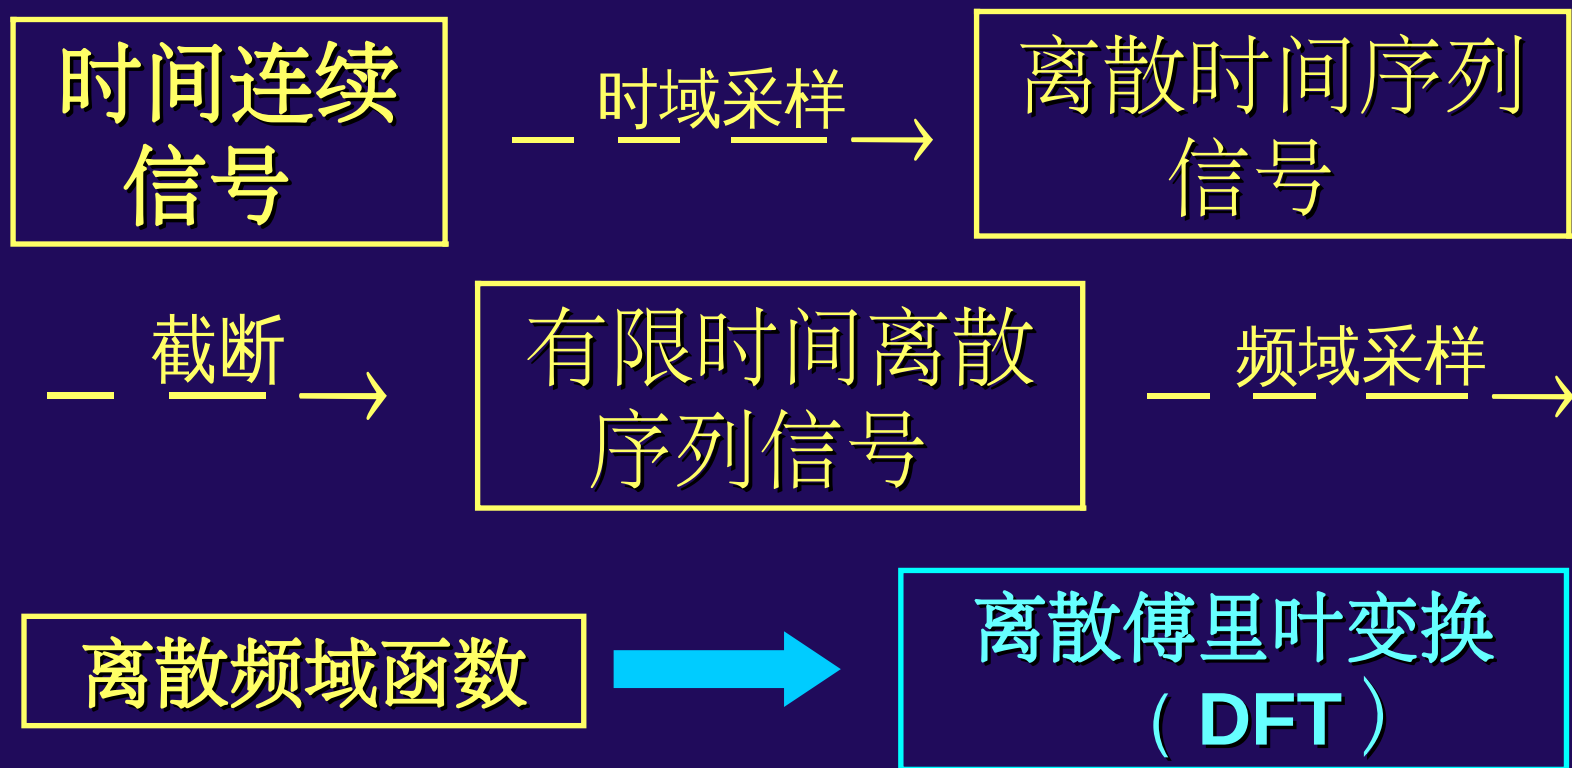 时间连续
信号
时域采样
离散时间序列
信号
截断
有限时间离散
序列信号
频域采样
离散频域函数
离散傅里叶变换
（DFT）